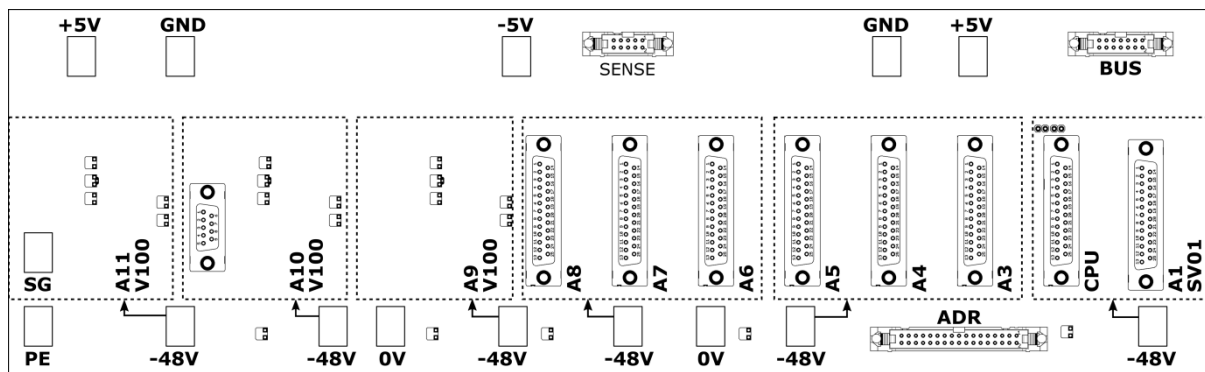 +5V
GND
-5V
SENSE
GND
+5V
BUS
SG
A11
V100
A10
V100
A9
V100
A8
A7
A6
A5
A4
A3
CPU
A1
SV01
PE
-48V
-48V
0V
-48V
-48V
0V
-48V
ADR
-48V